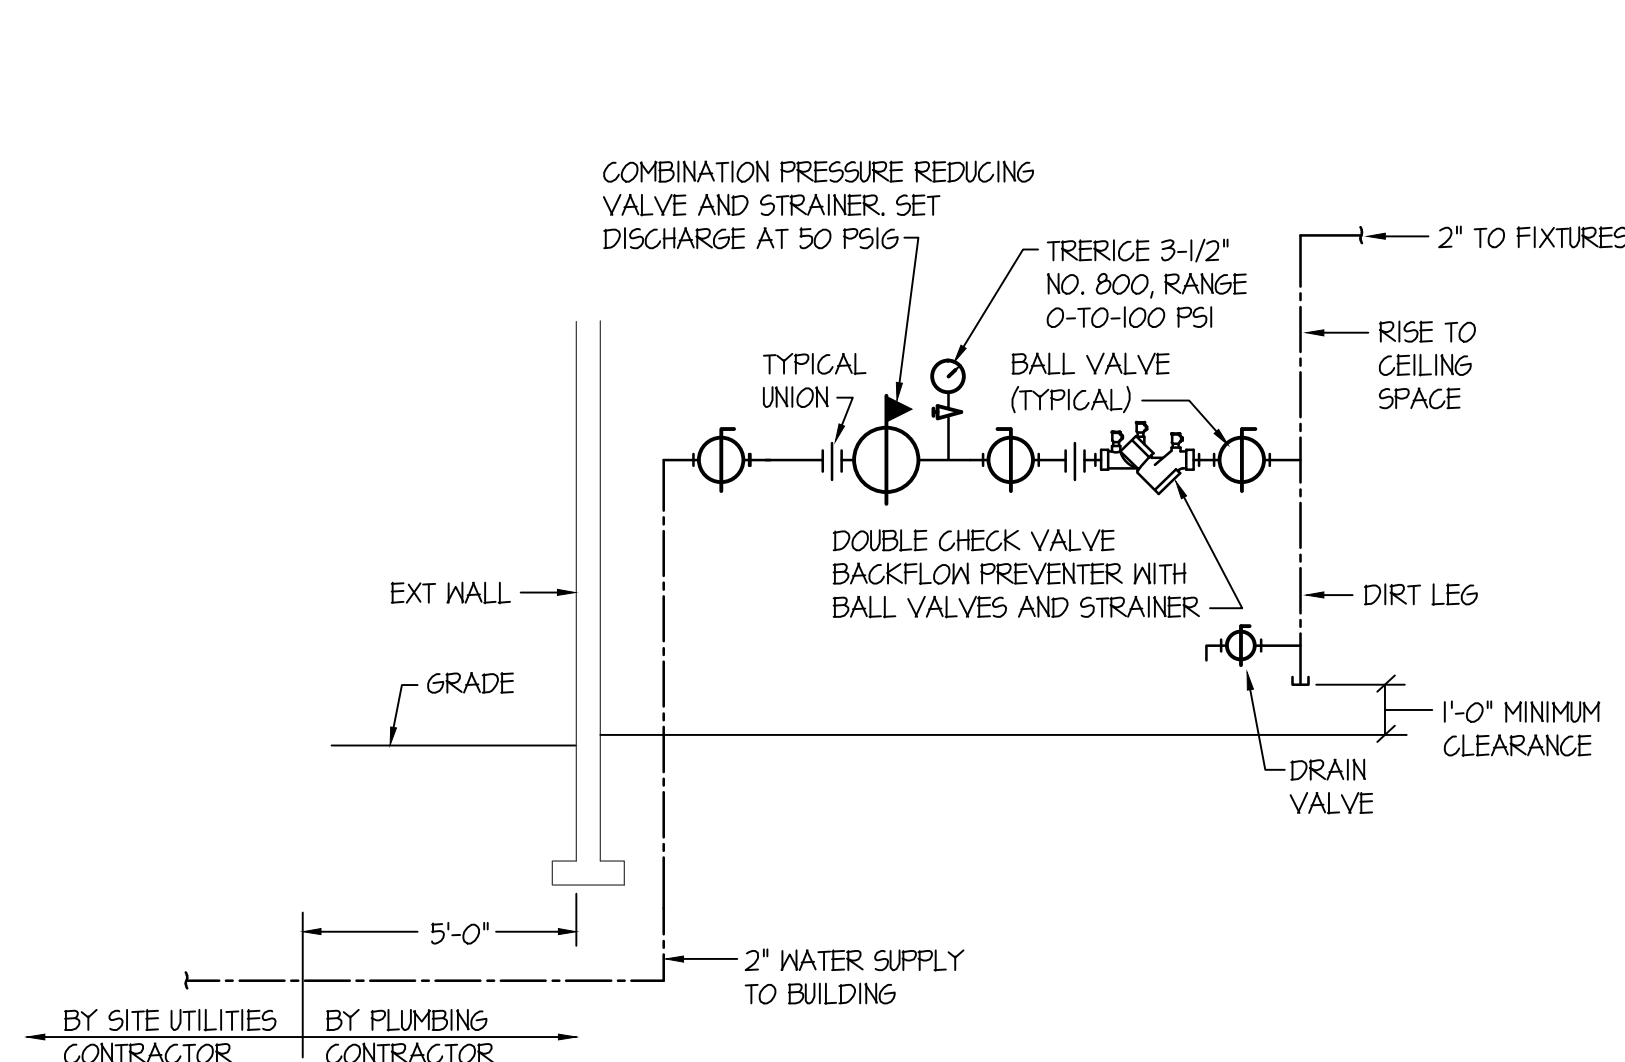 COMBINATION PRESSURE REDUCING
VALVE AND STRAINER. SET
DISCHARGE AT 50 PSIG
TRERICE 3-1/2"
NO. 800, RANGE
0-TO-100 PSI
2" TO FIXTURES
RISE TO
CEILING
SPACE
TYPICAL
UNION
BALL VALVE
(TYPICAL)
DOUBLE CHECK VALVE
BACKFLOW PREVENTER WITH
BALL VALVES AND STRAINER
EXT WALL
DIRT LEG
GRADE
1'-0" MINIMUM
CLEARANCE
DRAIN
VALVE
5'-0"
2" WATER SUPPLY
TO BUILDING
BY SITE UTILITIES
CONTRACTOR
BY PLUMBING
CONTRACTOR